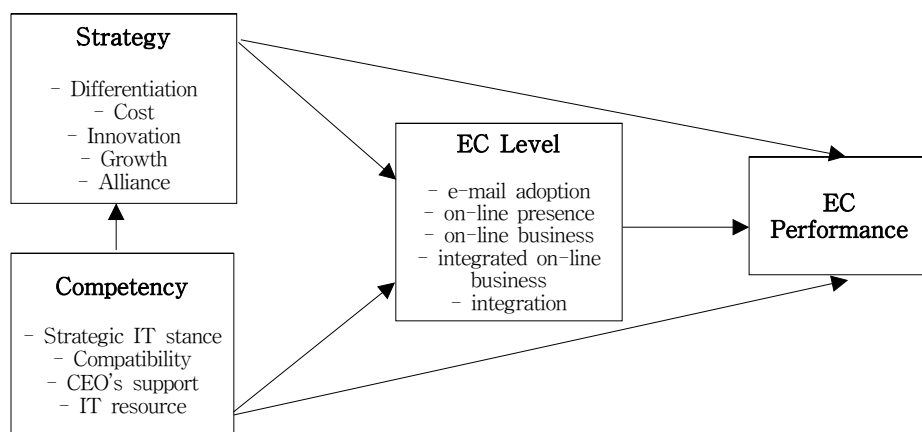 Strategy
- Differentiation
- Cost
- Innovation
- Growth
- Alliance
Competency
- Strategic IT stance
- Compatibility
- CEO's support
- IT resource
EC Level
- e-mail adoption
- on-line presence
- on-line business
- integrated on-line
business
- integration
EC
Performance